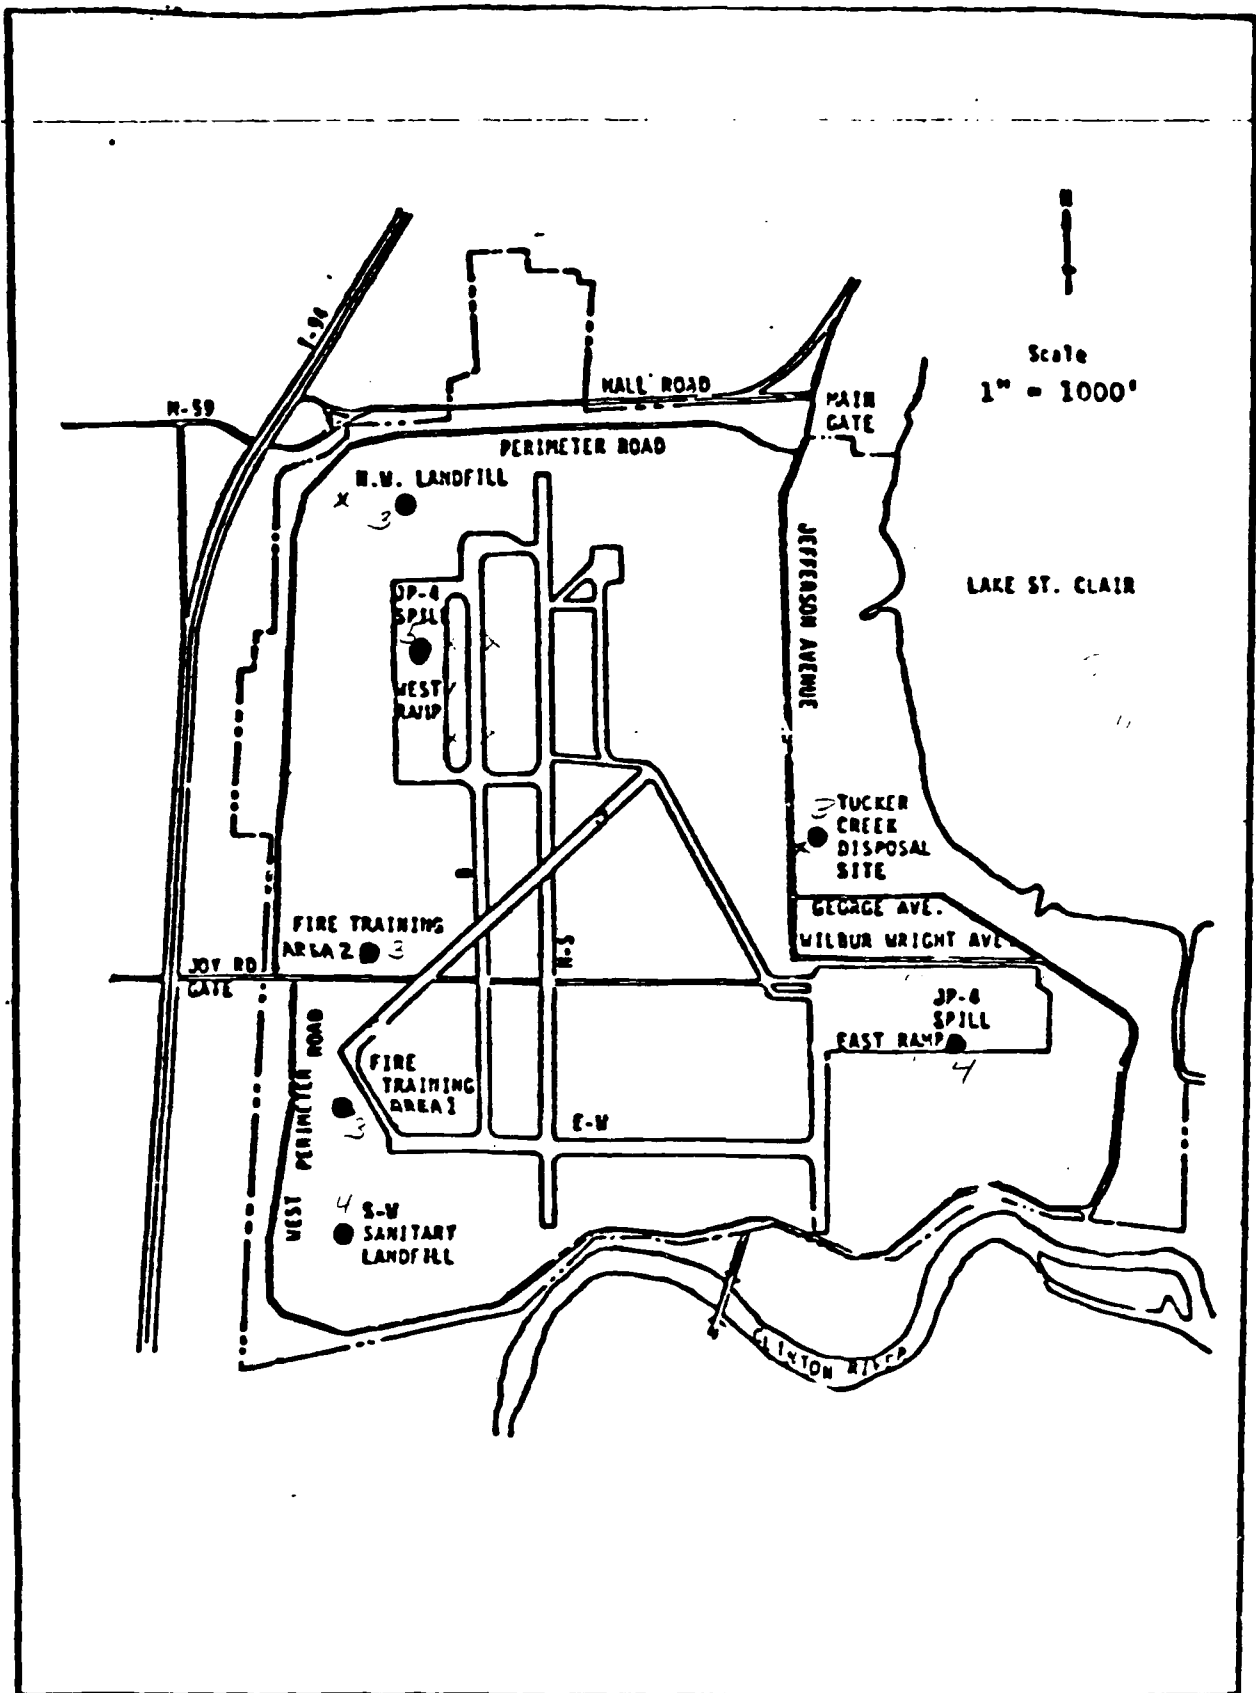 N
I-94
Scale
1" = 1000'
HALL ROAD
M-59
MAIN
GATE
PERIMETER ROAD
N.W. LANDFILL
x
3
JEFFERSON AVENUE
LAKE ST. CLAIR
JP-4
SPILL
5
WEST
RAMP
TUCKER
CREEK
DISPOSAL
SITE
x
GEORGE AVE.
WILBUR WRIGHT AVE
FIRE TRAINING
AREA 2 3
N-S
JOY RD
GATE
JP-4
SPILL
EAST RAMP
4
WEST PERIMETER ROAD
FIRE
TRAINING
AREA 1
3
E-W
4 S-W
SANITARY
LANDFILL
CLINTON RIVER